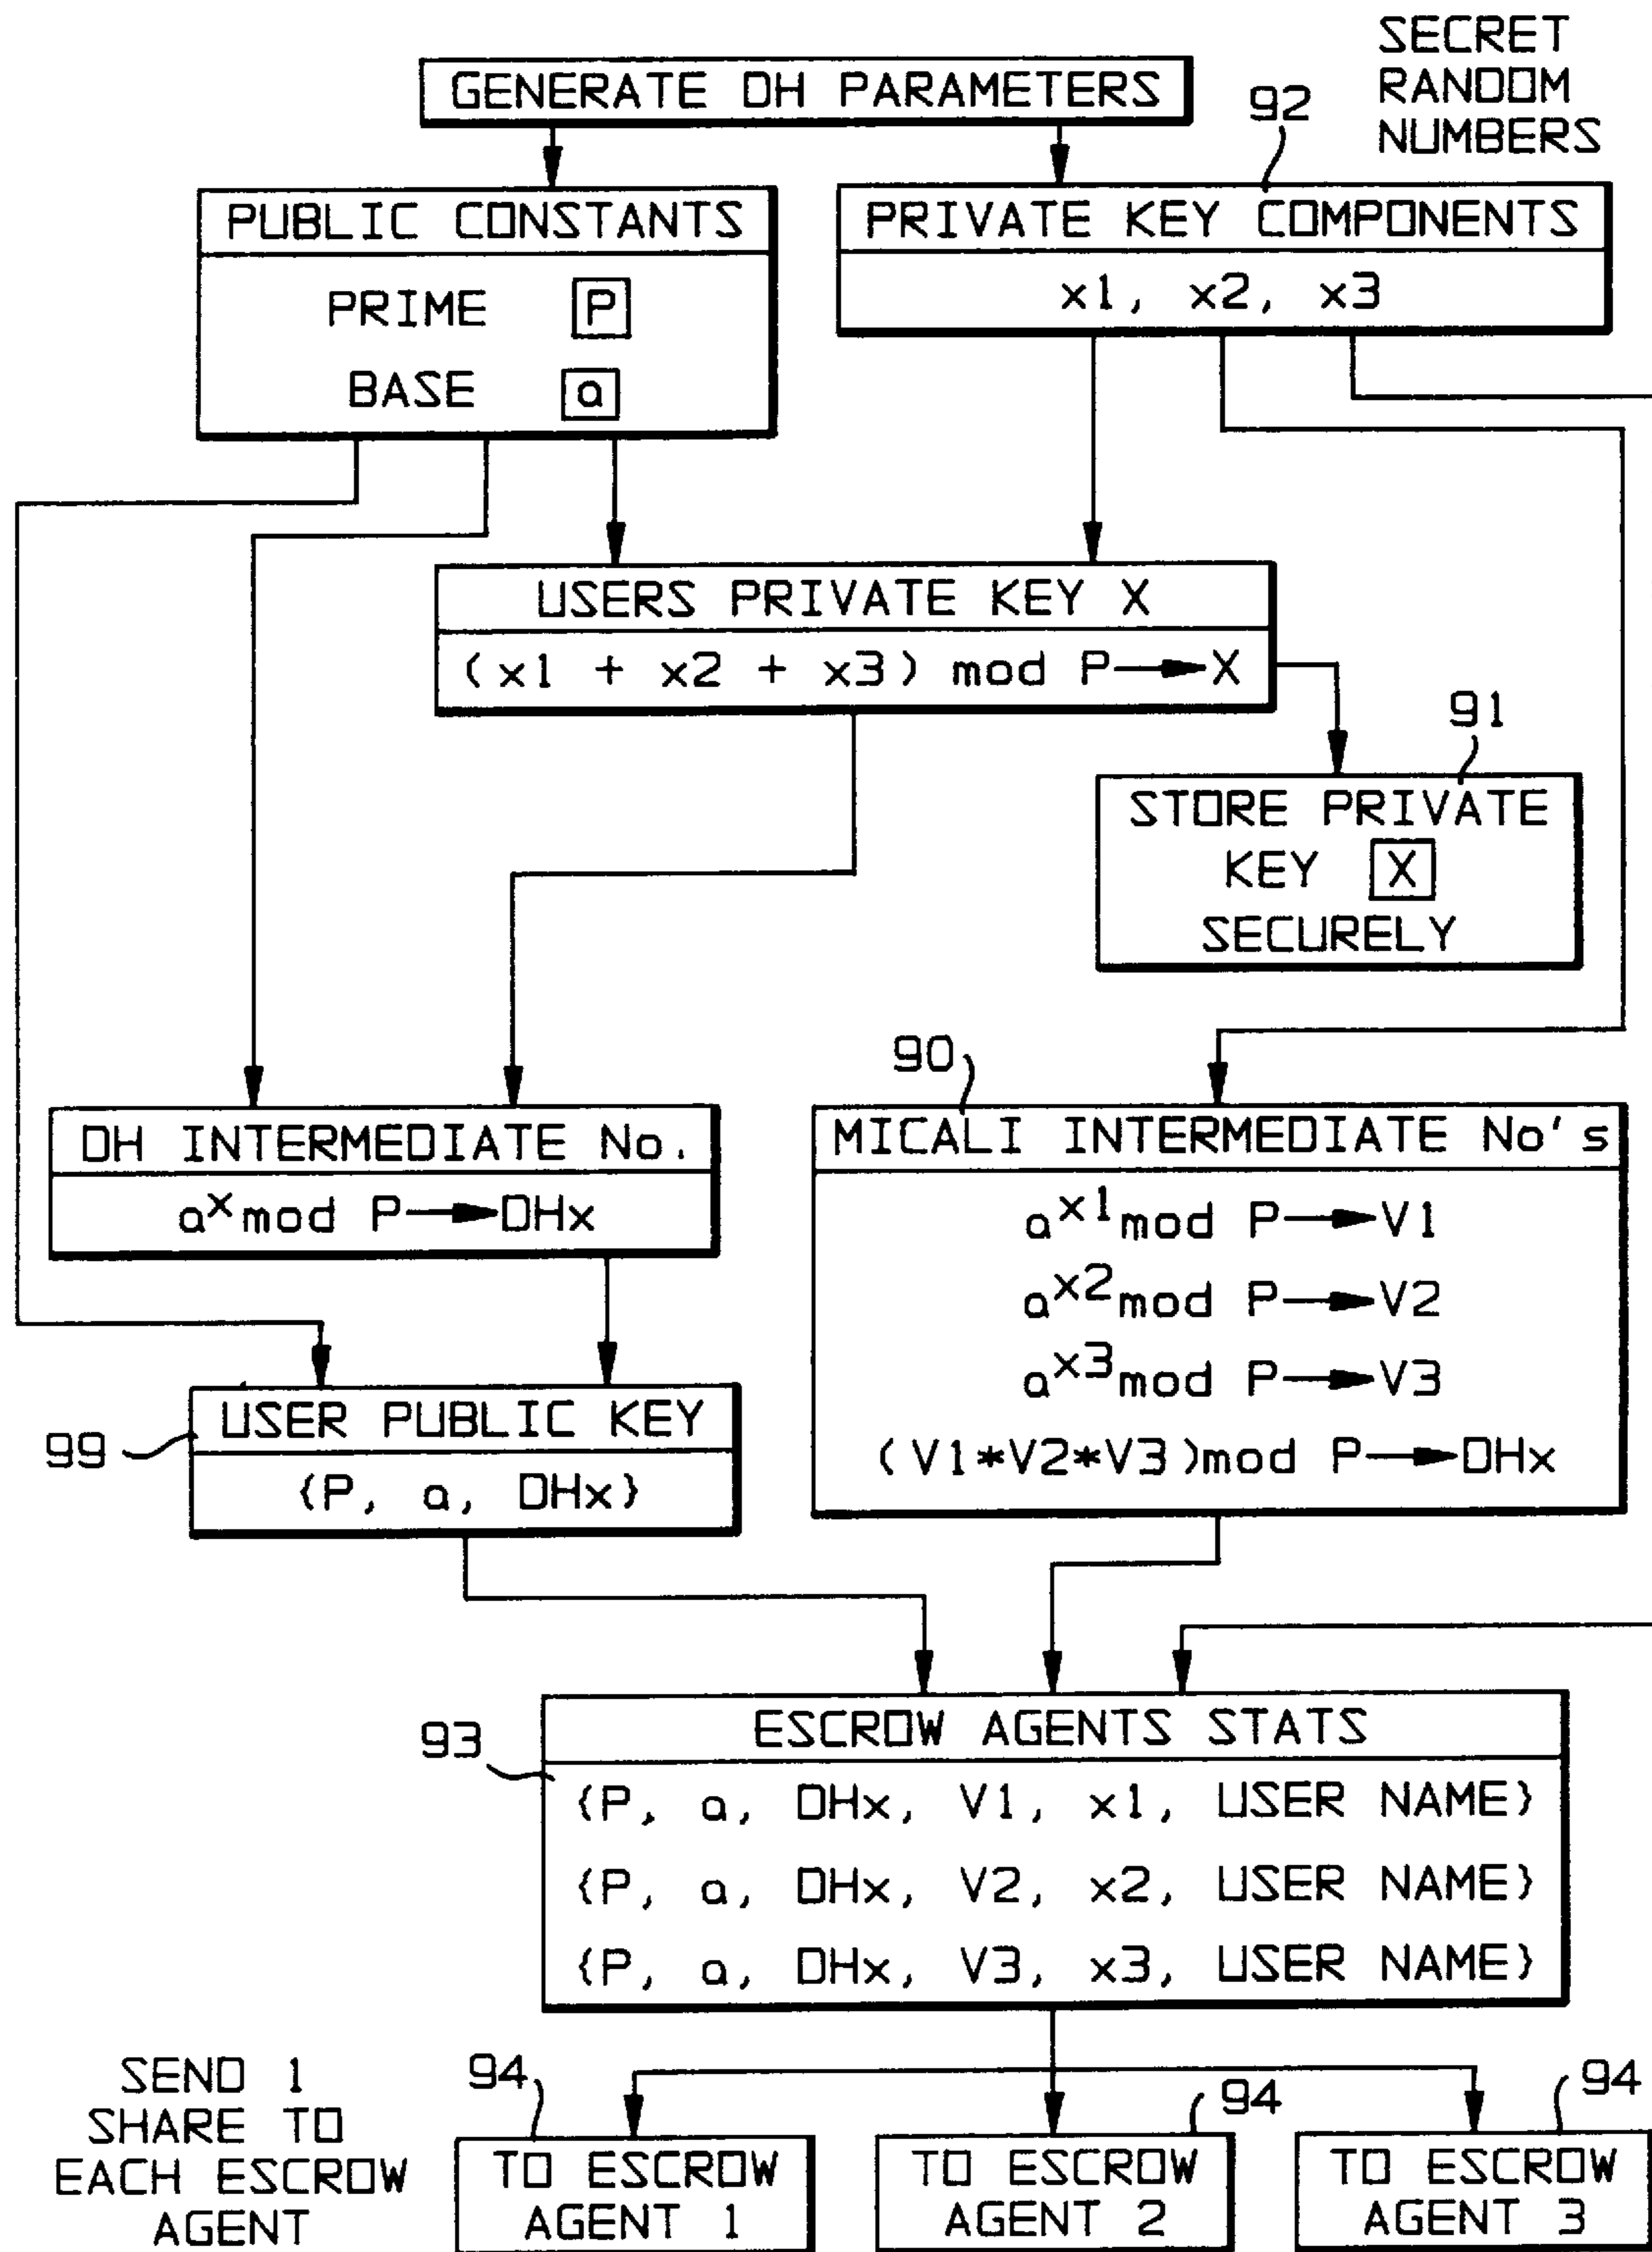 SECRET
RANDOM
NUMBERS
GENERATE DH PARAMETERS
92
PUBLIC CONSTANTS
PRIME P
BASE a
PRIVATE KEY COMPONENTS
x1, x2, x3
USERS PRIVATE KEY X
(x1 + x2 + x3) mod P→X
91
STORE PRIVATE
KEY X
SECURELY
90
DH INTERMEDIATE No.
a^x mod P→DHx
MICALI INTERMEDIATE No's
a^x1 mod P→V1
a^x2 mod P→V2
a^x3 mod P→V3
(V1*V2*V3)mod P→DHx
99
USER PUBLIC KEY
{P, a, DHx}
93
ESCROW AGENTS STATS
{P, a, DHx, V1, x1, USER NAME}
{P, a, DHx, V2, x2, USER NAME}
{P, a, DHx, V3, x3, USER NAME}
SEND 1
SHARE TO
EACH ESCROW
AGENT
94
TO ESCROW
AGENT 1
94
TO ESCROW
AGENT 2
94
TO ESCROW
AGENT 3